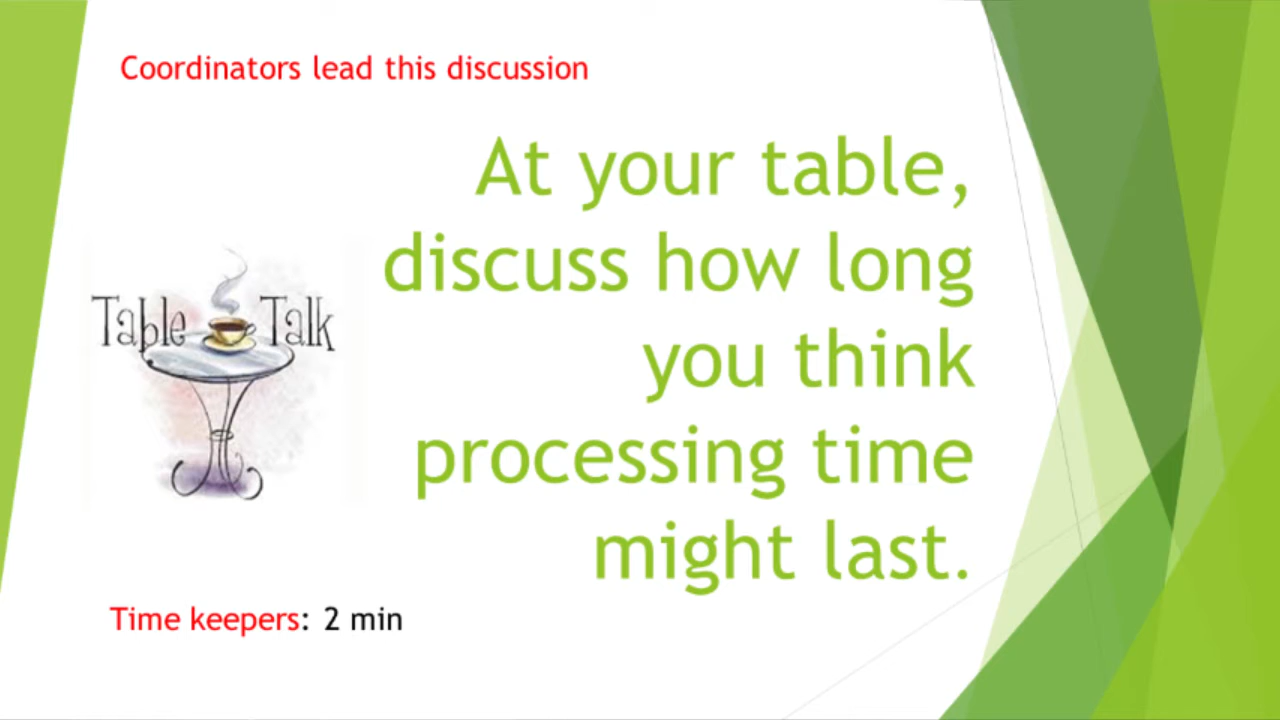 Coordinators lead this discussion
At your table,
discuss how long
you think
processing time
might last.
Table Talk
Time keepers: 2 min